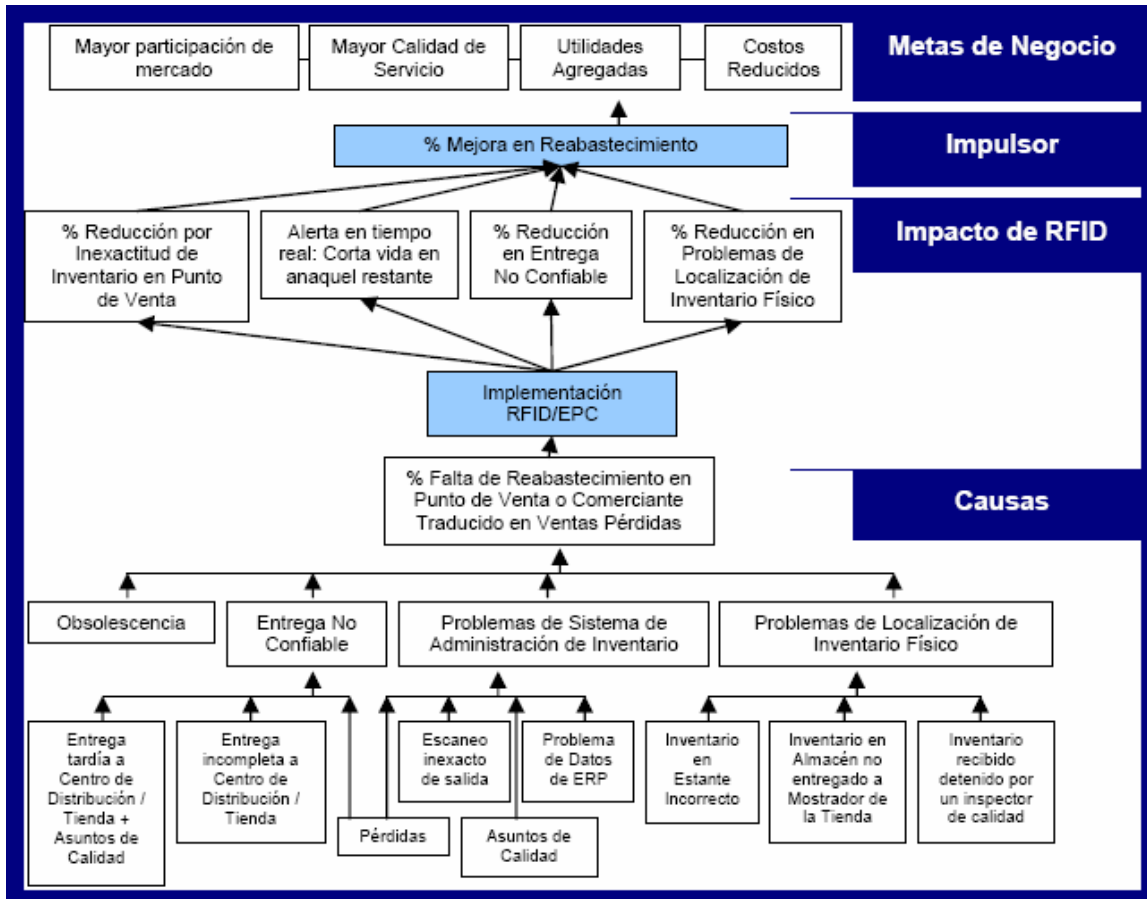 Mayor participación de
mercado
Mayor Calidad de
Servicio
Utilidades
Agregadas
Costos
Reducidos
Metas de Negocio
% Mejora en Reabastecimiento
Impulsor
% Reducción por
Inexactitud de
Inventario en Punto
de Venta
Alerta en tiempo
real: Corta vida en
anaquel restante
% Reducción
en Entrega
No Confiable
% Reducción en
Problemas de
Localización de
Inventario Físico
Impacto de RFID
Implementación
RFID/EPC
% Falta de Reabastecimiento en
Punto de Venta o Comerciante
Traducido en Ventas Pérdidas
Causas
Obsolescencia
Entrega No
Confiable
Problemas de Sistema de
Administración de Inventario
Problemas de Localización de
Inventario Físico
Entrega
tardía a
Centro de
Distribución /
Tienda +
Asuntos de
Calidad
Entrega
incompleta a
Centro de
Distribución /
Tienda
Pérdidas
Escaneo
inexacto
de salida
Asuntos de
Calidad
Problema
de Datos
de ERP
Inventario
en
Estante
Incorrecto
Inventario en
Almacén no
entregado a
Mostrador de
la Tienda
Inventario
recibido
detenido por
un inspector
de calidad